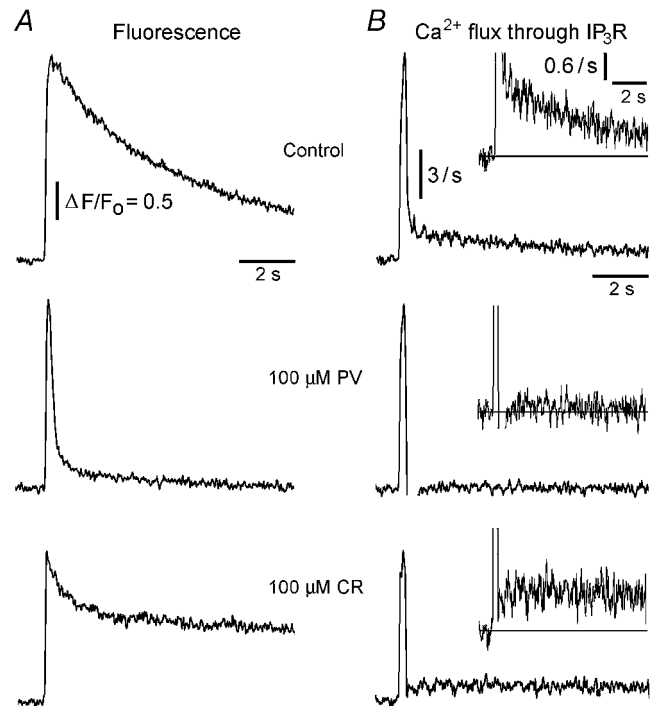 A Fluorescence
B Ca²⁺ flux through IP₃R
0.6 / s
2 s
Control
3 / s
ΔF/Fₒ = 0.5
2 s
2 s
100 µM PV
100 µM CR